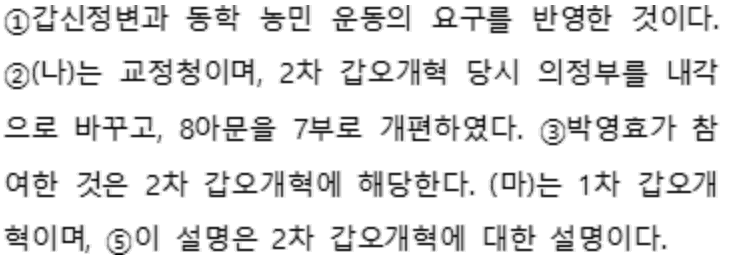 ①갑신정변과 동학 농민 운동의 요구를 반영한 것이다.
②(나)는 교정청이며, 2차 갑오개혁 당시 의정부를 내각
으로 바꾸고, 8아문을 7부로 개편하였다. ③박영효가 참
여한 것은 2차 갑오개혁에 해당한다. (마)는 1차 갑오개
혁이며, ⑤이 설명은 2차 갑오개혁에 대한 설명이다.